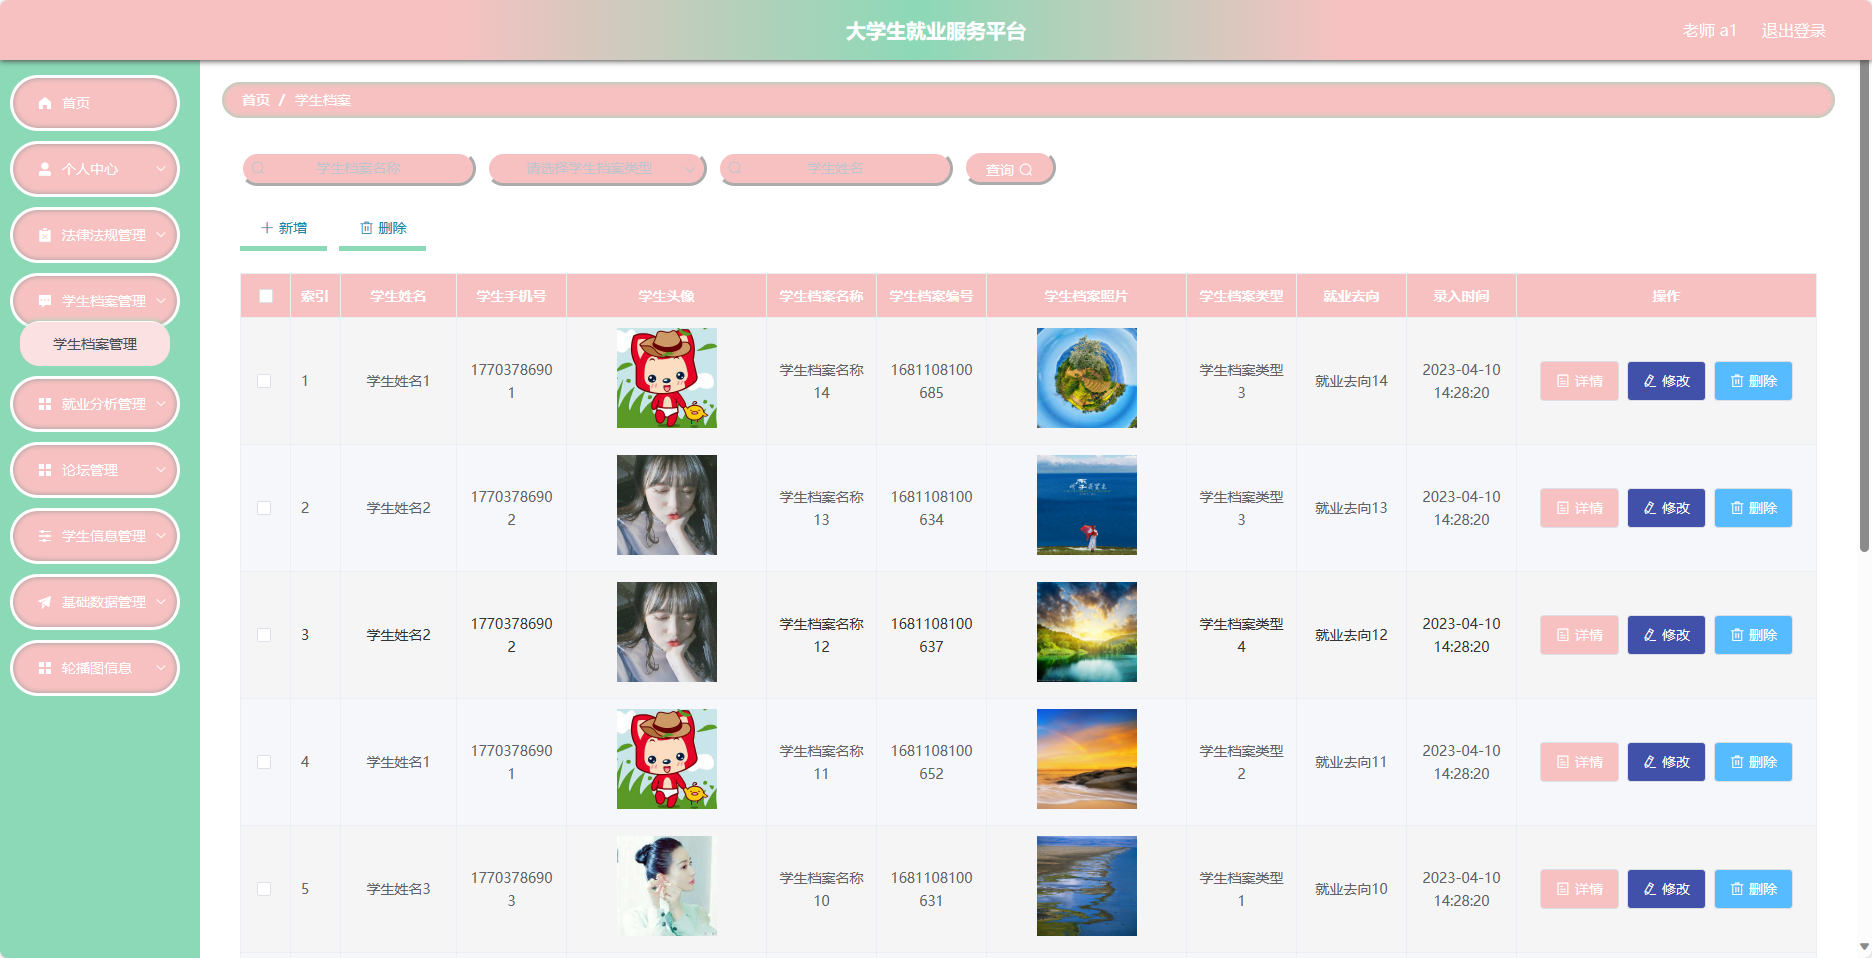 大学生就业服务平台
老师 a1 退出登录
首页
个人中心
法律法规管理
学生档案管理
学生档案管理
就业分析管理
论坛管理
学生信息管理
基础数据管理
轮播图信息
首页 / 学生档案
学生档案名称 请选择学生档案类型 学生姓名 查询
新增 删除
索引 学生姓名 学生手机号 学生头像 学生档案名称 学生档案编号 学生档案照片 学生档案类型 就业去向 录入时间 操作
1 学生姓名1 17703786901 学生档案名称14 1681108100685 学生档案类型3 就业去向14 2023-04-10 14:28:20 详情 修改 删除
2 学生姓名2 17703786902 学生档案名称13 1681108100634 学生档案类型3 就业去向13 2023-04-10 14:28:20 详情 修改 删除
3 学生姓名2 17703786902 学生档案名称12 1681108100637 学生档案类型4 就业去向12 2023-04-10 14:28:20 详情 修改 删除
4 学生姓名1 17703786901 学生档案名称11 1681108100652 学生档案类型2 就业去向11 2023-04-10 14:28:20 详情 修改 删除
5 学生姓名3 17703786903 学生档案名称10 1681108100631 学生档案类型1 就业去向10 2023-04-10 14:28:20 详情 修改 删除